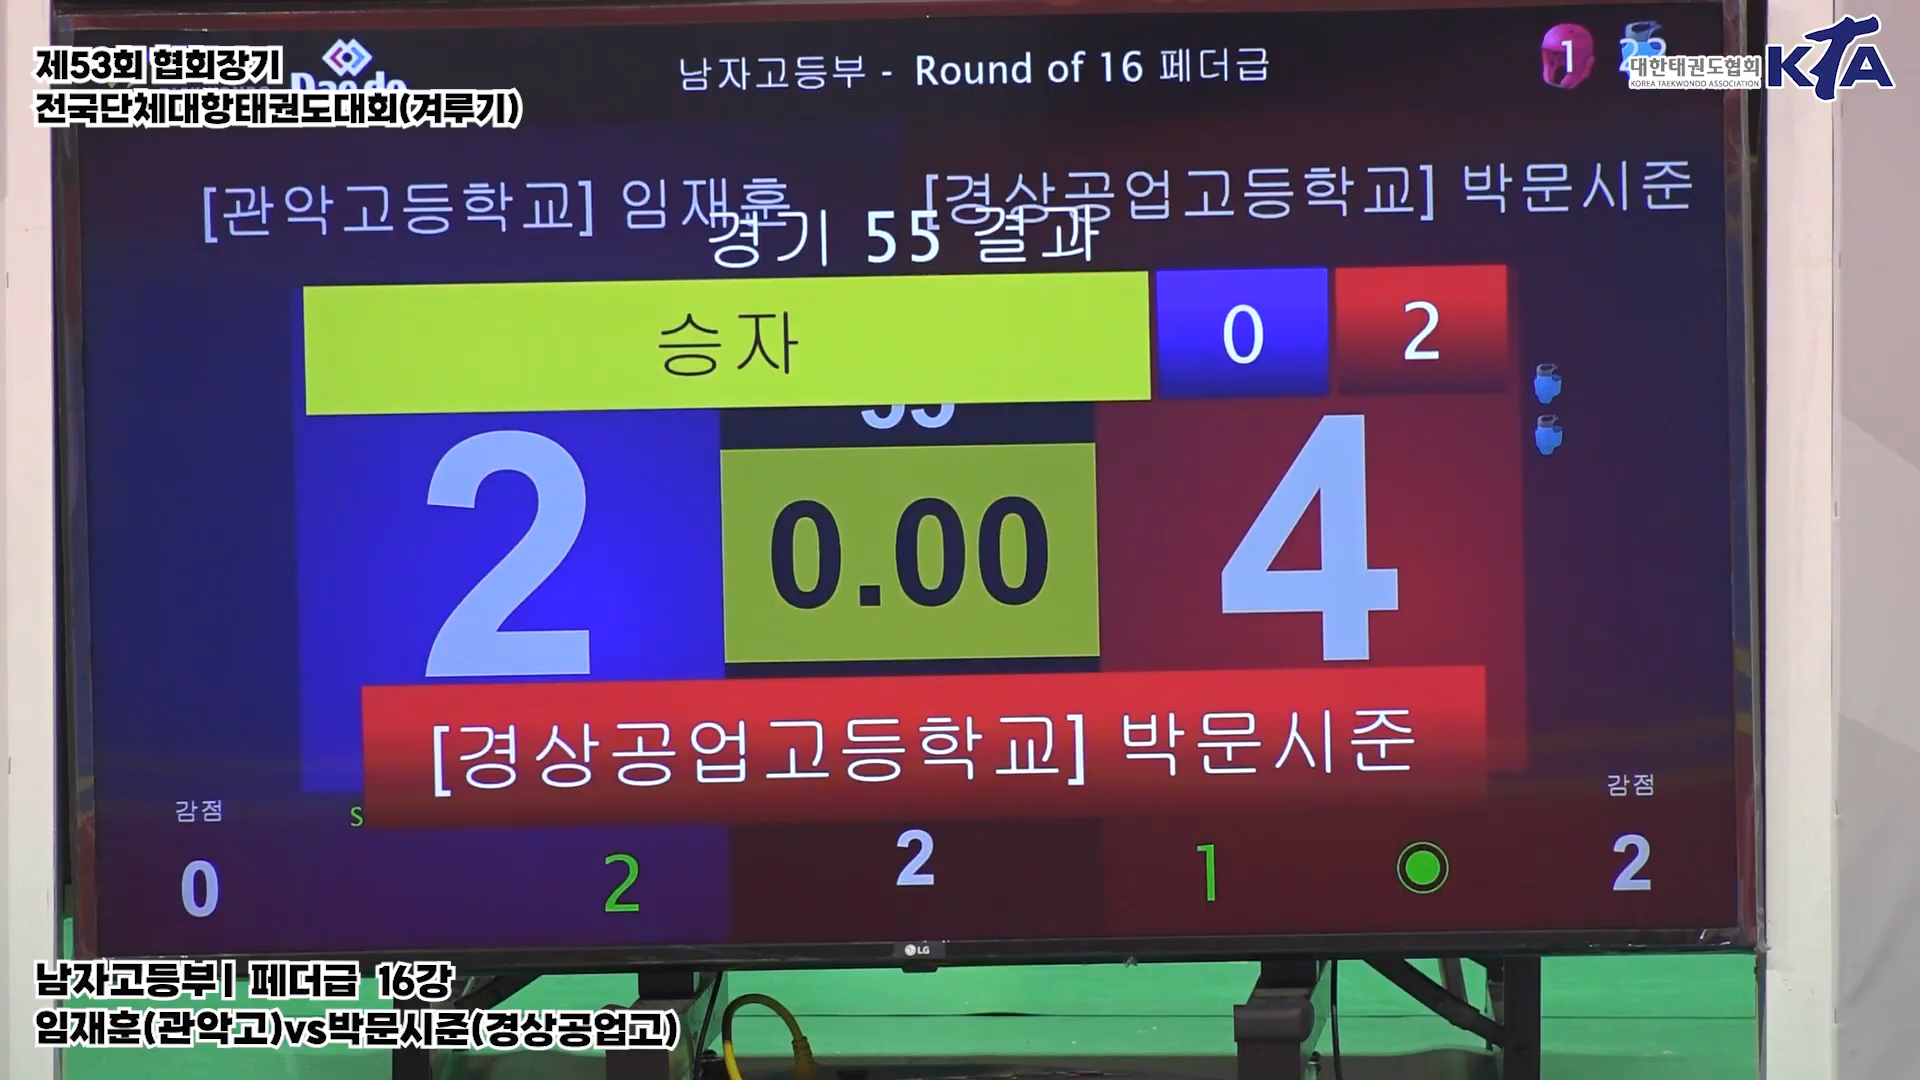 제53회 협회장기
전국단체대항태권도대회(겨루기)
Daedo
남자고등부 - Round of 16 페더급
1
대한태권도협회
KOREA TAEKWONDO ASSOCIATION
KTA
[관악고등학교] 임재훈
[경상공업고등학교] 박문시준
경기 55 결과
승자
0
2
55
2
0.00
4
[경상공업고등학교] 박문시준
감점
S
감점
0
2
2
1
2
LG
남자고등부| 페더급 16강
임재훈(관악고)vs박문시준(경상공업고)